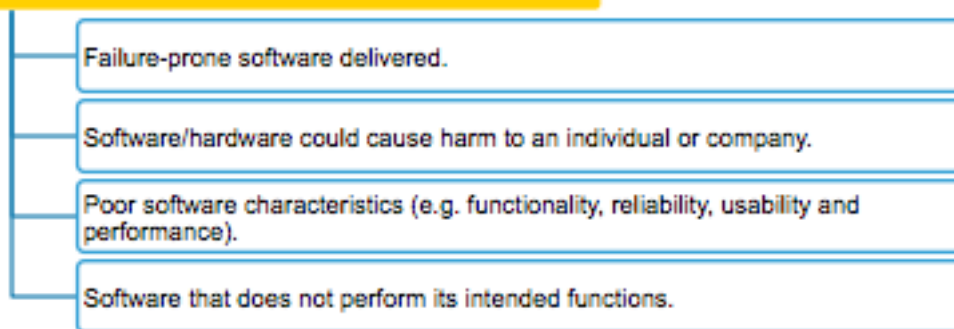 Failure-prone software delivered.
Software/hardware could cause harm to an individual or company.
Poor software characteristics (e.g. functionality, reliability, usability and
performance).
Software that does not perform its intended functions.